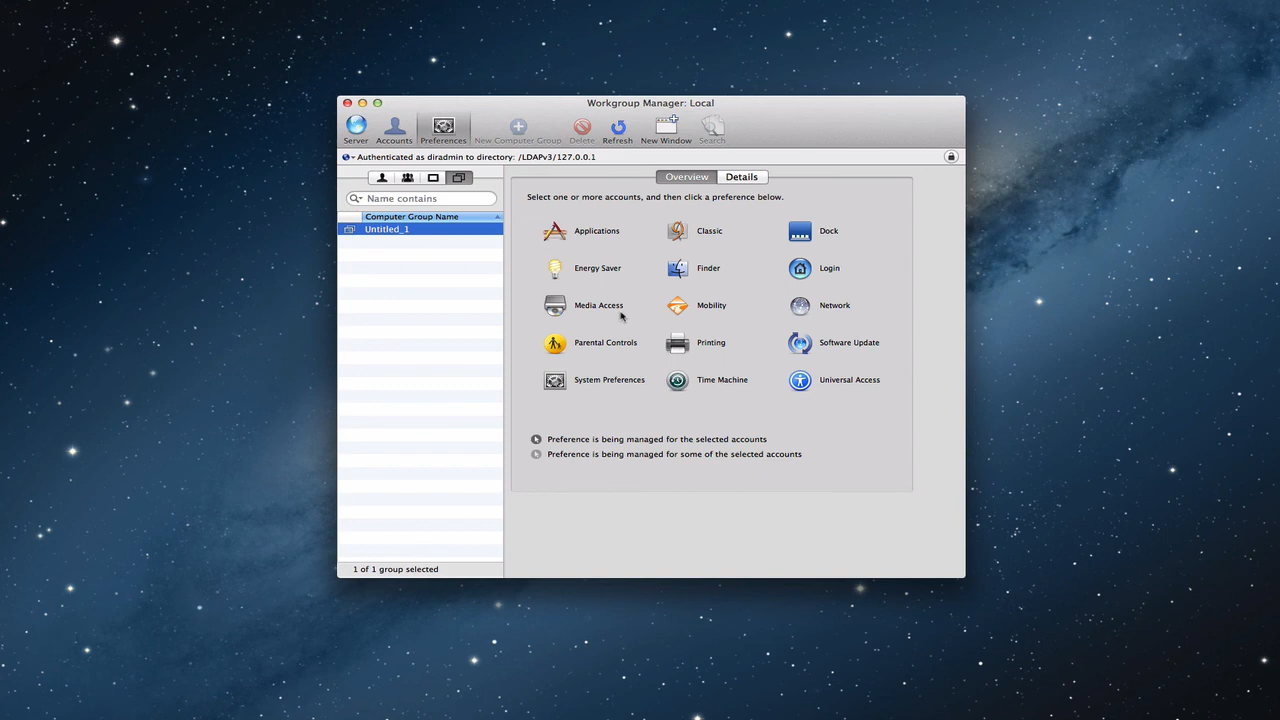 Workgroup Manager: Local
Server Accounts Preferences New Computer Group Delete Refresh New Window Search
Authenticated as diradmin to directory: /LDAPv3/127.0.0.1
Overview Details
Name contains
Select one or more accounts, and then click a preference below.
Computer Group Name
Untitled_1
Applications Classic Dock
Energy Saver Finder Login
Media Access Mobility Network
Parental Controls Printing Software Update
System Preferences Time Machine Universal Access
Preference is being managed for the selected accounts
Preference is being managed for some of the selected accounts
1 of 1 group selected